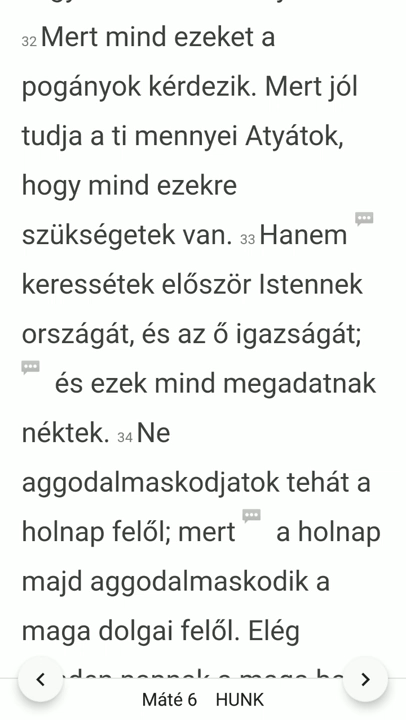 32 Mert mind ezeket a
pogányok kérdezik. Mert jól
tudja a ti mennyei Atyátok,
hogy mind ezekre
szükségetek van. 33 Hanem
keressétek először Istennek
országát, és az ő igazságát;
és ezek mind megadatnak
néktek. 34 Ne
aggodalmaskodjatok tehát a
holnap felől; mert a holnap
majd aggodalmaskodik a
maga dolgai felől. Elég
Máté 6 HUNK